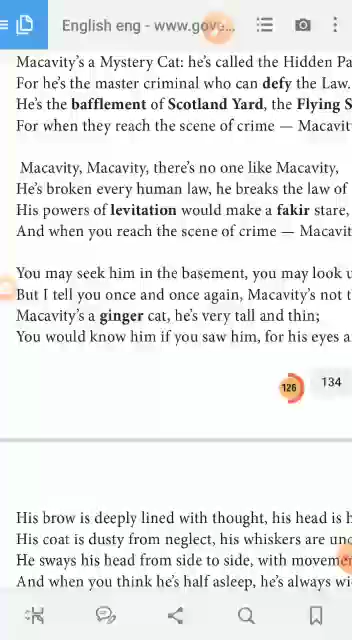 English eng - www.gove...
Macavity's a Mystery Cat: he's called the Hidden Pa
For he's the master criminal who can defy the Law.
He's the bafflement of Scotland Yard, the Flying S
For when they reach the scene of crime — Macavit
Macavity, Macavity, there's no one like Macavity,
He's broken every human law, he breaks the law of
His powers of levitation would make a fakir stare,
And when you reach the scene of crime — Macavit
You may seek him in the basement, you may look u
But I tell you once and once again, Macavity's not t
Macavity's a ginger cat, he's very tall and thin;
You would know him if you saw him, for his eyes a
126
134
His brow is deeply lined with thought, his head is h
His coat is dusty from neglect, his whiskers are unc
He sways his head from side to side, with movemen
And when you think he's half asleep, he's always wi